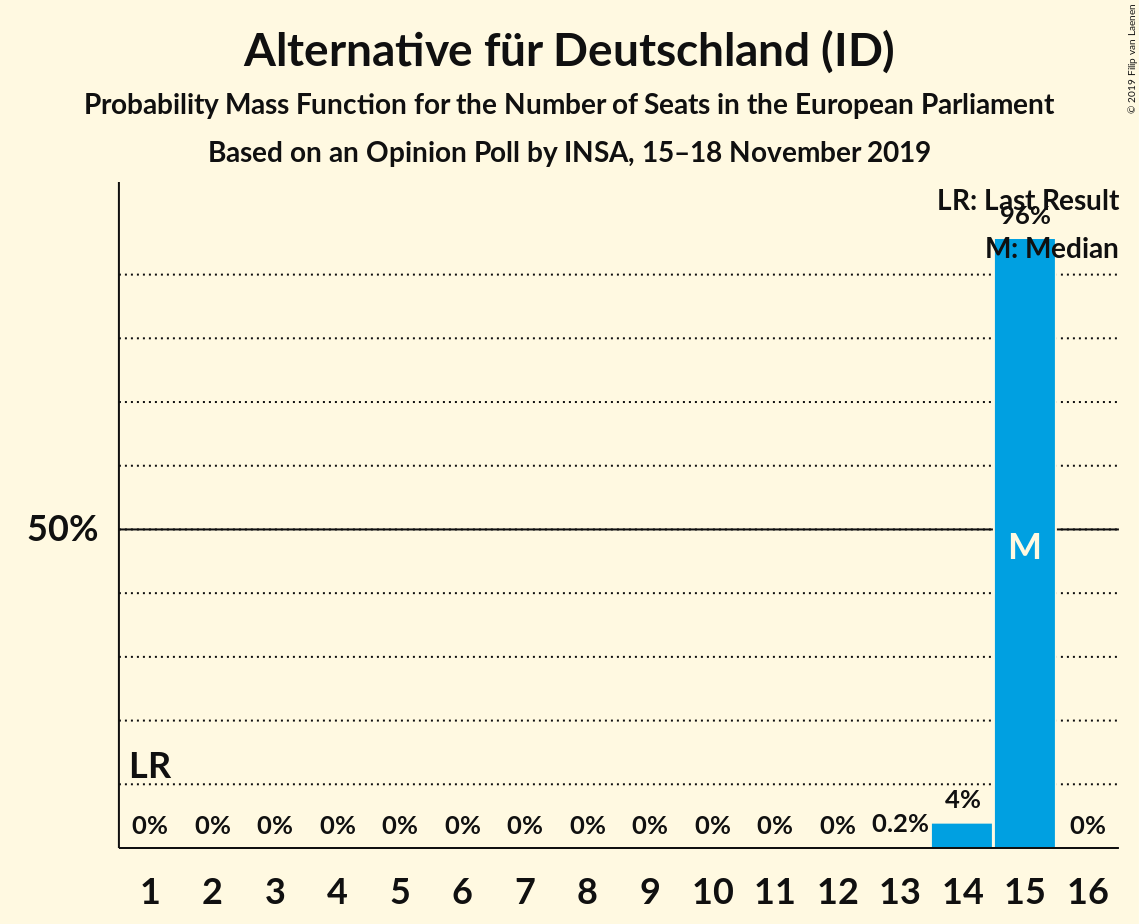 Alternative für Deutschland (ID)
Probability Mass Function for the Number of Seats in the European Parliament
Based on an Opinion Poll by INSA, 15–18 November 2019
© 2019 Filip van Laenen
LR: Last Result
96%
M: Median
50%
M
LR
4%
0% 0% 0% 0% 0% 0% 0% 0% 0% 0% 0% 0% 0.2% 0%
1 2 3 4 5 6 7 8 9 10 11 12 13 14 15 16